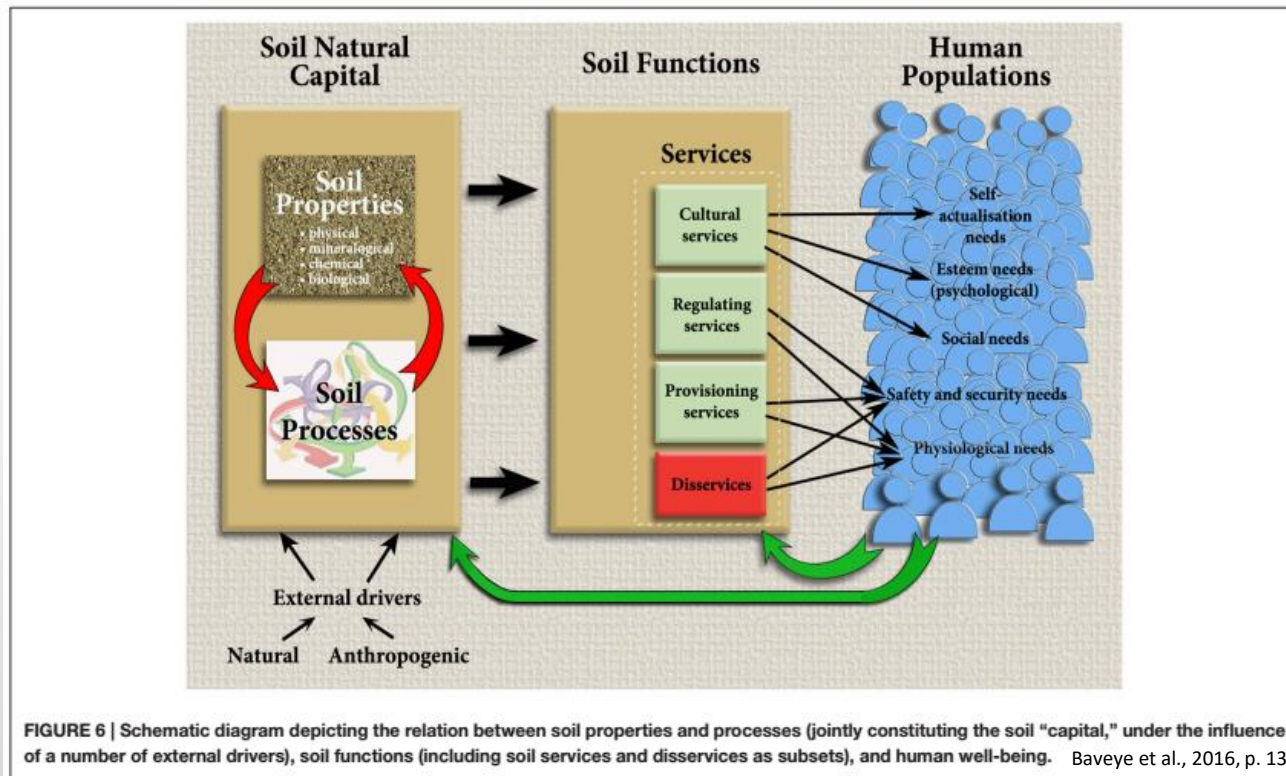 Soil Natural
Capital
Soil
Properties
• physical
• mineralogical
• chemical
• biological
Soil
Processes
External drivers
Natural
Anthropogenic
Soil Functions
Services
Cultural
services
Regulating
services
Provisioning
services
Disservices
Human
Populations
Self-
actualisation
needs
Esteem needs
(psychological)
Social needs
Safety and security needs
Physiological needs
FIGURE 6 | Schematic diagram depicting the relation between soil properties and processes (jointly constituting the soil “capital,” under the influence
of a number of external drivers), soil functions (including soil services and disservices as subsets), and human well-being. Baveye et al., 2016, p. 13